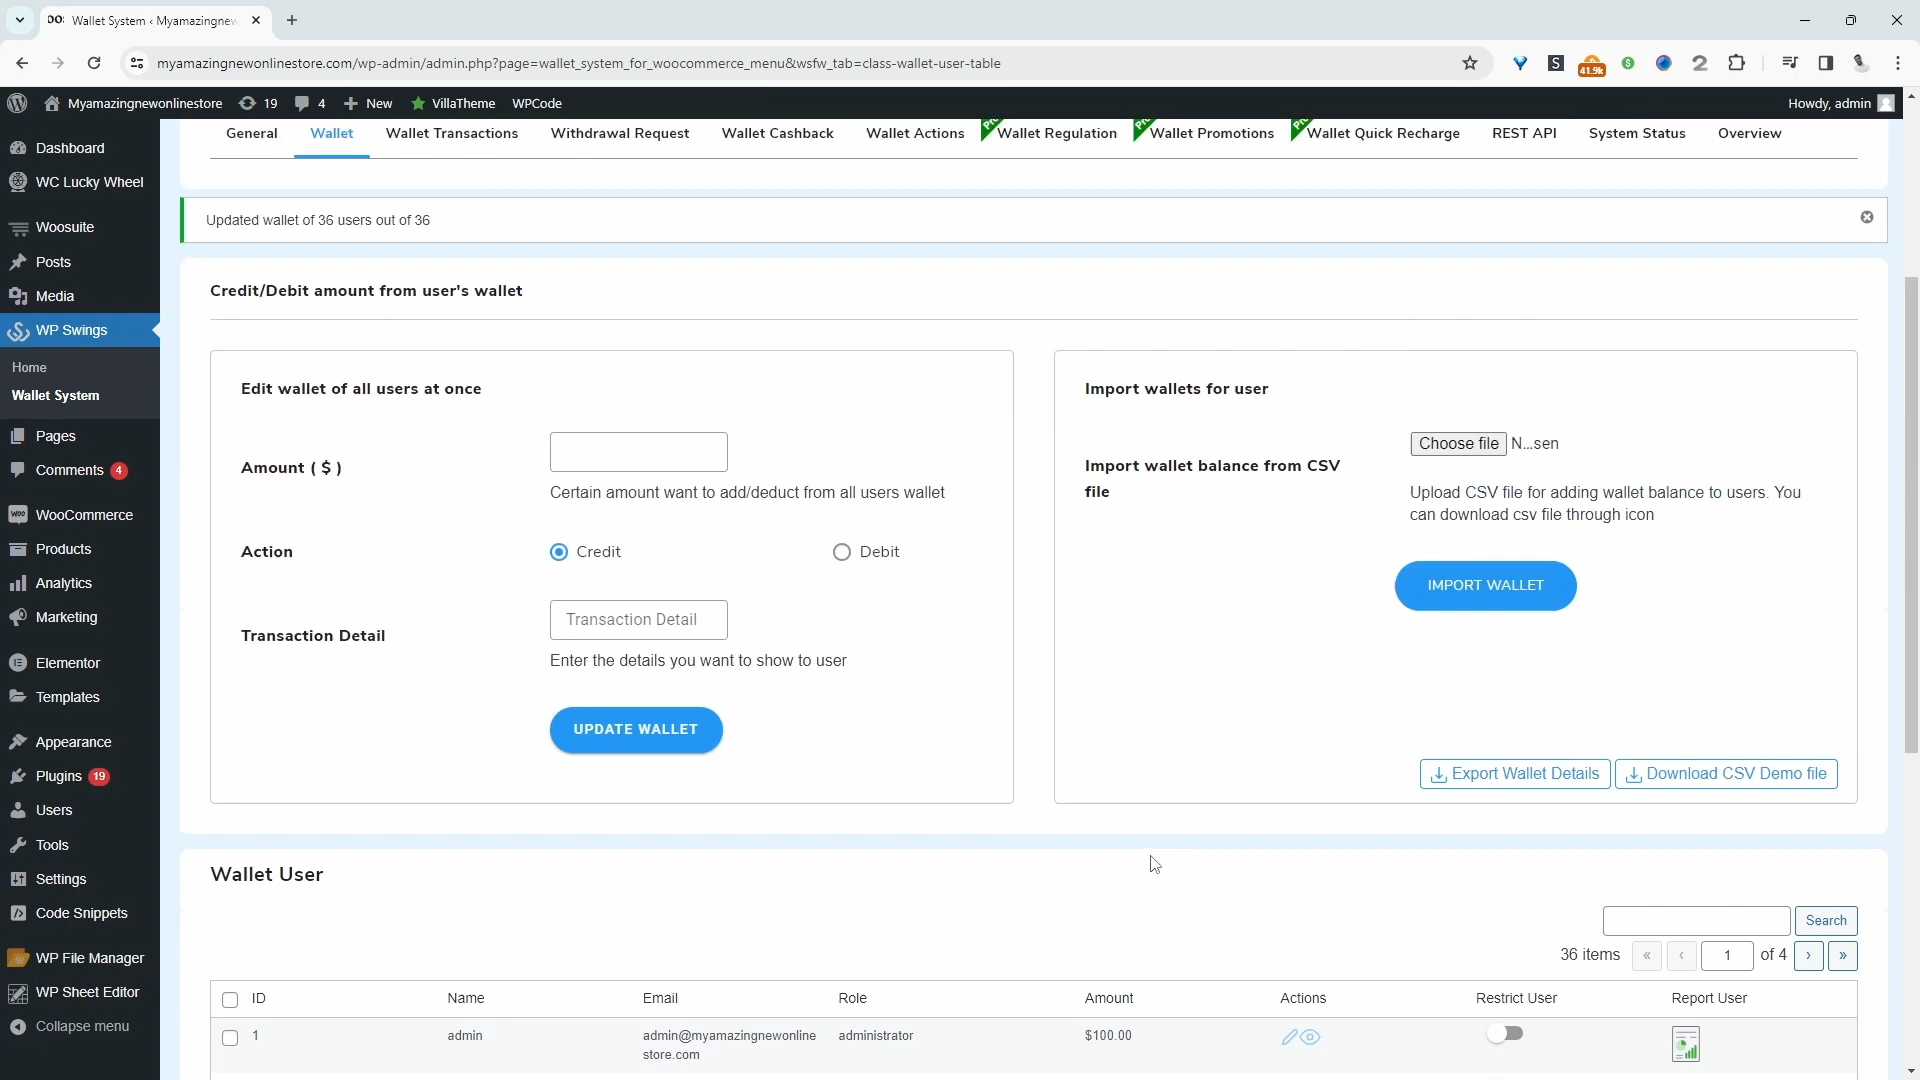 Wallet System ‹ Myamazingnew
myamazingnewonlinestore.com/wp-admin/admin.php?page=wallet_system_for_woocommerce_menu&wsfw_tab=class-wallet-user-table
41.9k
Myamazingnewonlinestore 19 4 New VillaTheme WPCode Howdy, admin
General Wallet Wallet Transactions Withdrawal Request Wallet Cashback Wallet Actions Wallet Regulation Wallet Promotions Wallet Quick Recharge REST API System Status Overview
Dashboard
WC Lucky Wheel
Woosuite
Posts
Media
WP Swings
Home
Wallet System
Pages
Comments 4
WooCommerce
Products
Analytics
Marketing
Elementor
Templates
Appearance
Plugins 19
Users
Tools
Settings
Code Snippets
WP File Manager
WP Sheet Editor
Collapse menu
Updated wallet of 36 users out of 36
Credit/Debit amount from user's wallet
Edit wallet of all users at once
Amount ( $ )
Certain amount want to add/deduct from all users wallet
Action Credit Debit
Transaction Detail Transaction Detail
Enter the details you want to show to user
UPDATE WALLET
Import wallets for user
Import wallet balance from CSV
file
Choose file N...sen
Upload CSV file for adding wallet balance to users. You
can download csv file through icon
IMPORT WALLET
Export Wallet Details Download CSV Demo file
Wallet User
Search
36 items « ‹ 1 of 4 › »
ID Name Email Role Amount Actions Restrict User Report User
1 admin admin@myamazingnewonline administrator $100.00
store.com